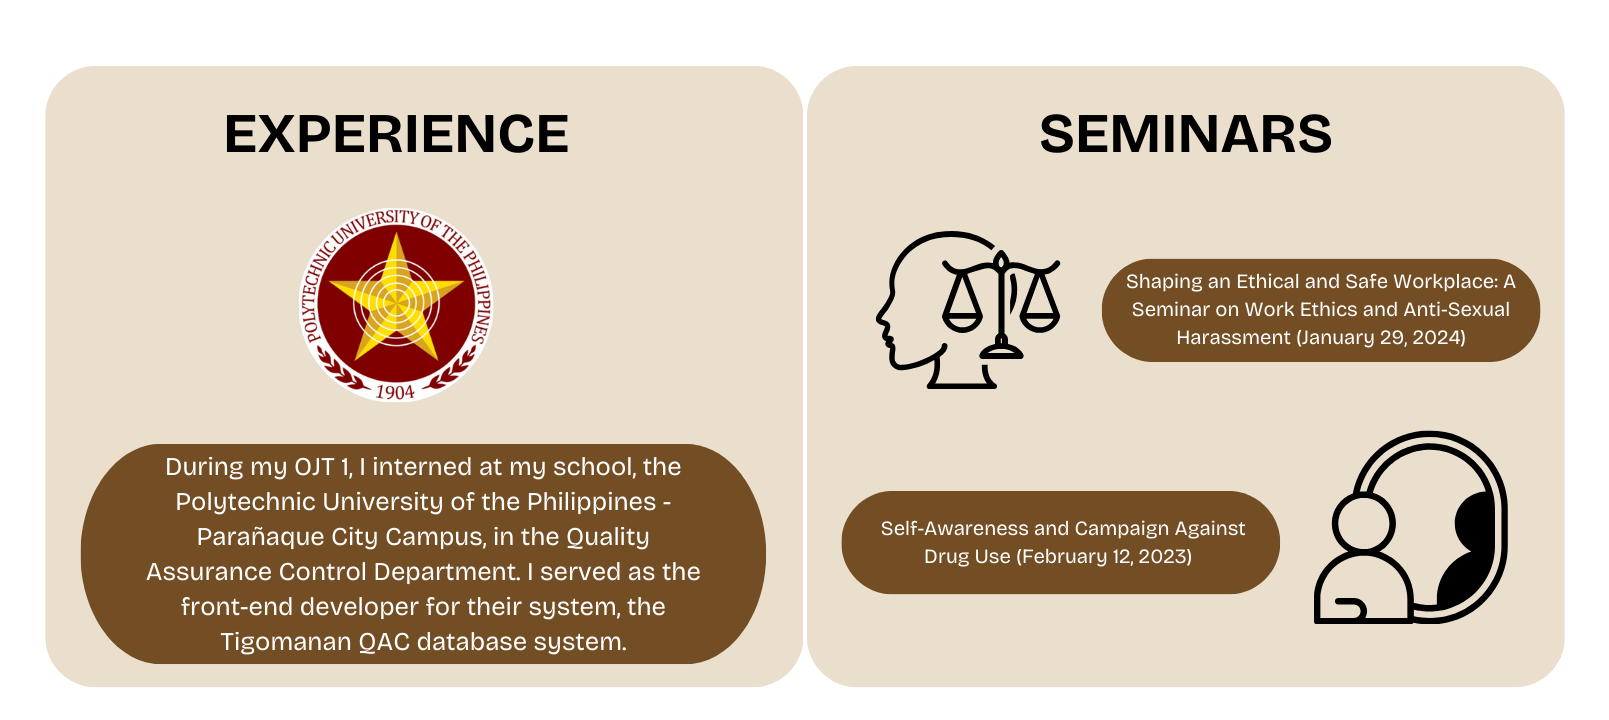 EXPERIENCE
POLYTECHNIC UNIVERSITY OF THE PHILIPPINES
1904
During my OJT 1, I interned at my school, the
Polytechnic University of the Philippines -
Parañaque City Campus, in the Quality
Assurance Control Department. I served as the
front-end developer for their system, the
Tigomanan QAC database system.
SEMINARS
Shaping an Ethical and Safe Workplace: A
Seminar on Work Ethics and Anti-Sexual
Harassment (January 29, 2024)
Self-Awareness and Campaign Against
Drug Use (February 12, 2023)